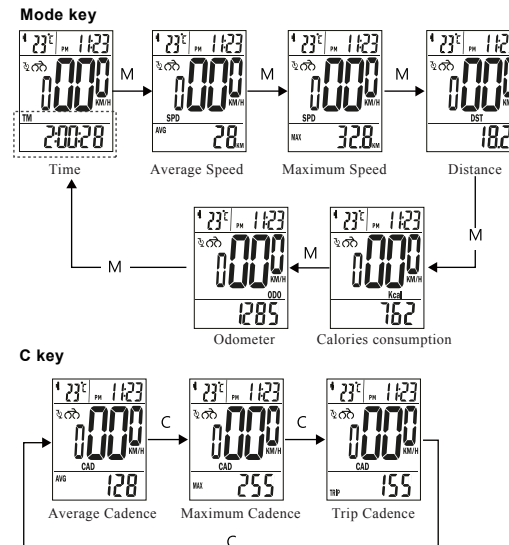 Mode key
23°C PM 11:23
000 KM/H
TM
2:00:28
Time
M
23°C PM 11:23
000 KM/H
SPD
AVG 28 KM
Average Speed
M
23°C PM 11:23
000 KM/H
SPD
MAX 32.8 KM
Maximum Speed
M
23°C PM
000
DST
18.2
Distance
M
23°C PM 11:23
000 KM/H
Kcal
762
Calories consumption
M
23°C PM 11:23
000 KM/H
ODO
1285
Odometer
M
C key
23°C PM 11:23
000 KM/H
CAD
AVG 128
Average Cadence
C
23°C PM 11:23
000 KM/H
CAD
MAX 255
Maximum Cadence
C
23°C PM 11:23
000 KM/H
CAD
TRIP 155
Trip Cadence
C